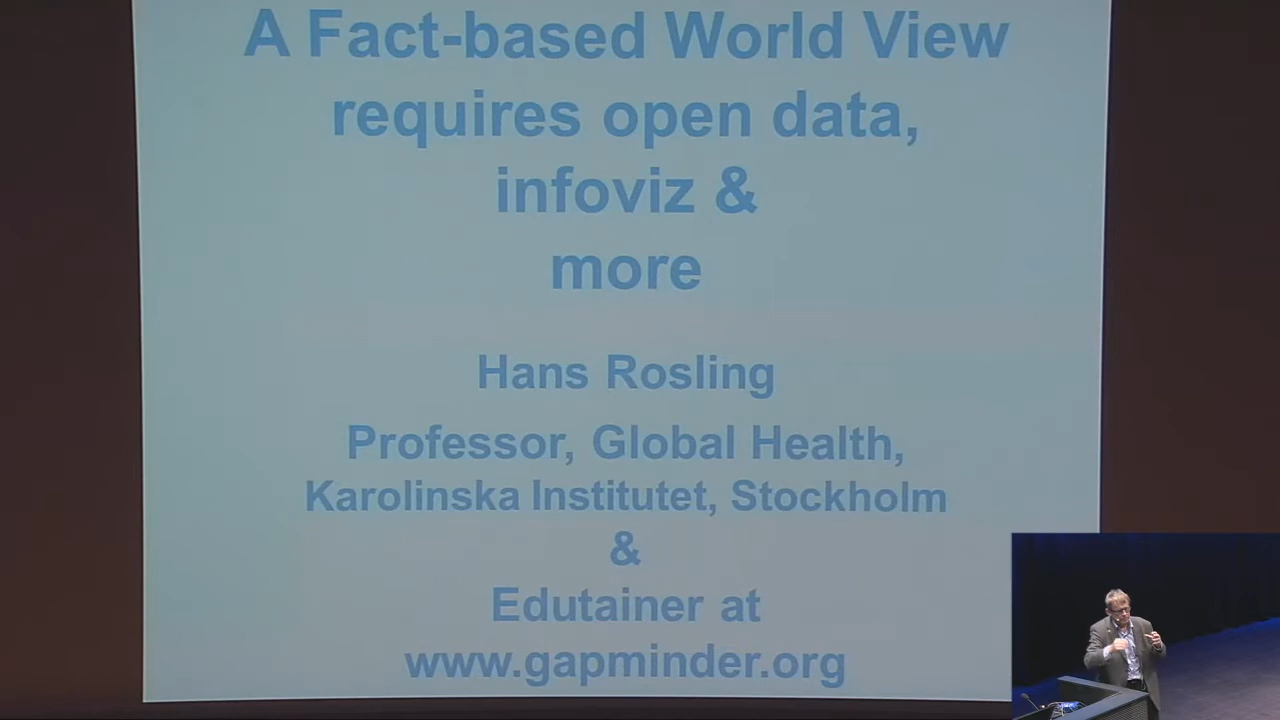 A Fact-based World View
requires open data,
infoviz &
more
Hans Rosling
Professor, Global Health,
Karolinska Institutet, Stockholm
&
Edutainer at
www.gapminder.org